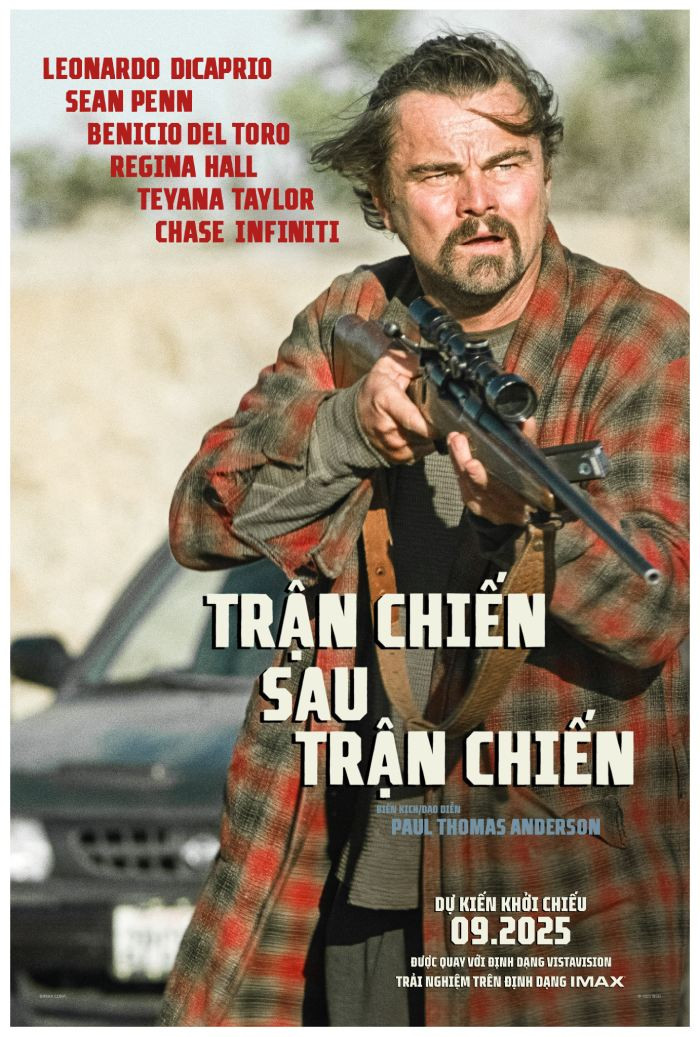 LEONARDO DiCAPRIO
SEAN PENN
BENICIO DEL TORO
REGINA HALL
TEYANA TAYLOR
CHASE INFINITI
TRẬN CHIẾN
SAU
TRẬN CHIẾN
BIÊN KỊCH/ĐẠO DIỄN
PAUL THOMAS ANDERSON
DỰ KIẾN KHỞI CHIẾU
09.2025
ĐƯỢC QUAY VỚI ĐỊNH DẠNG VISTAVISION
TRẢI NGHIỆM TRÊN ĐỊNH DẠNG IMAX